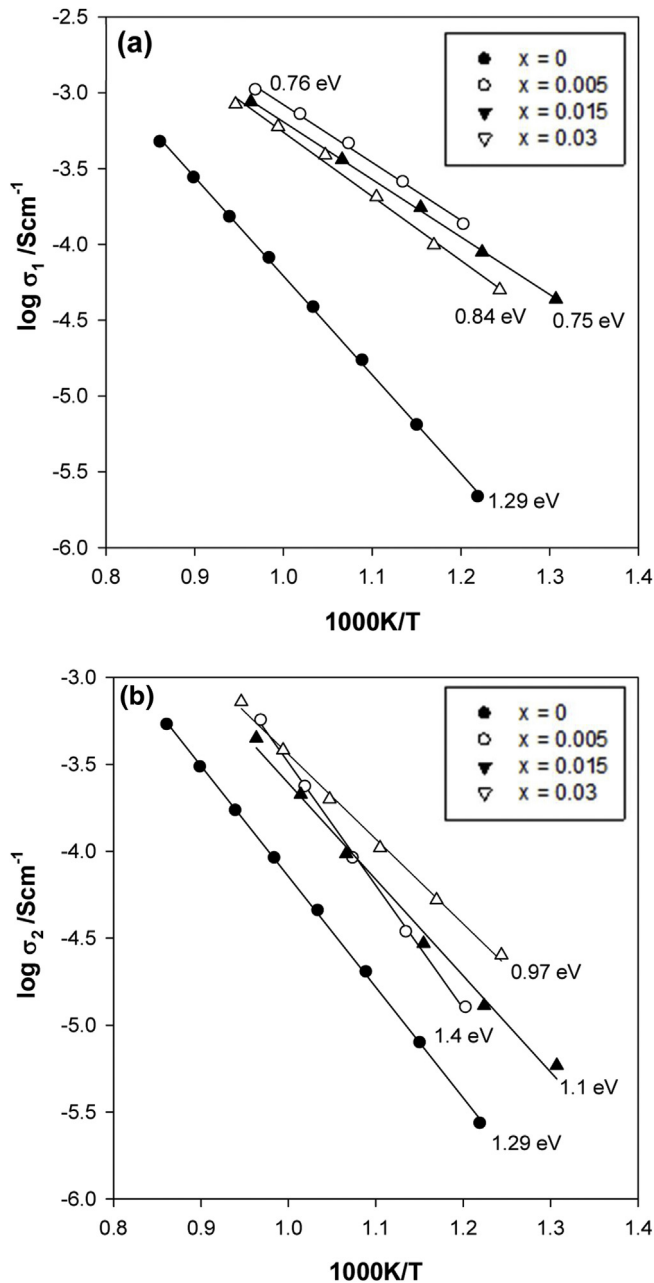 (a)
-2.5
-3.0
-3.5
-4.0
-4.5
-5.0
-5.5
-6.0
log σ1 /Scm-1
0.76 eV
x = 0
x = 0.005
x = 0.015
x = 0.03
0.84 eV
0.75 eV
1.29 eV
0.8 0.9 1.0 1.1 1.2 1.3 1.4
1000K/T
(b)
-3.0
-3.5
-4.0
-4.5
-5.0
-5.5
-6.0
log σ2 /Scm-1
x = 0
x = 0.005
x = 0.015
x = 0.03
0.97 eV
1.4 eV
1.1 eV
1.29 eV
0.8 0.9 1.0 1.1 1.2 1.3 1.4
1000K/T